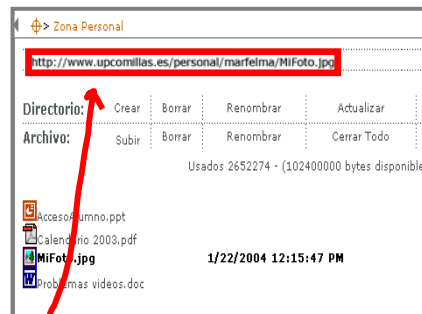 > Zona Personal
http://www.upcomillas.es/personal/marfelma/MiFoto.jpg
Directorio: Crear Borrar Renombrar Actualizar
Archivo: Subir Borrar Renombrar Cerrar Todo
Usados 2652274 - (102400000 bytes disponible
AccesoAlumno.ppt
Calendario 2003.pdf
MiFoto.jpg 1/22/2004 12:15:47 PM
Problemas videos.doc